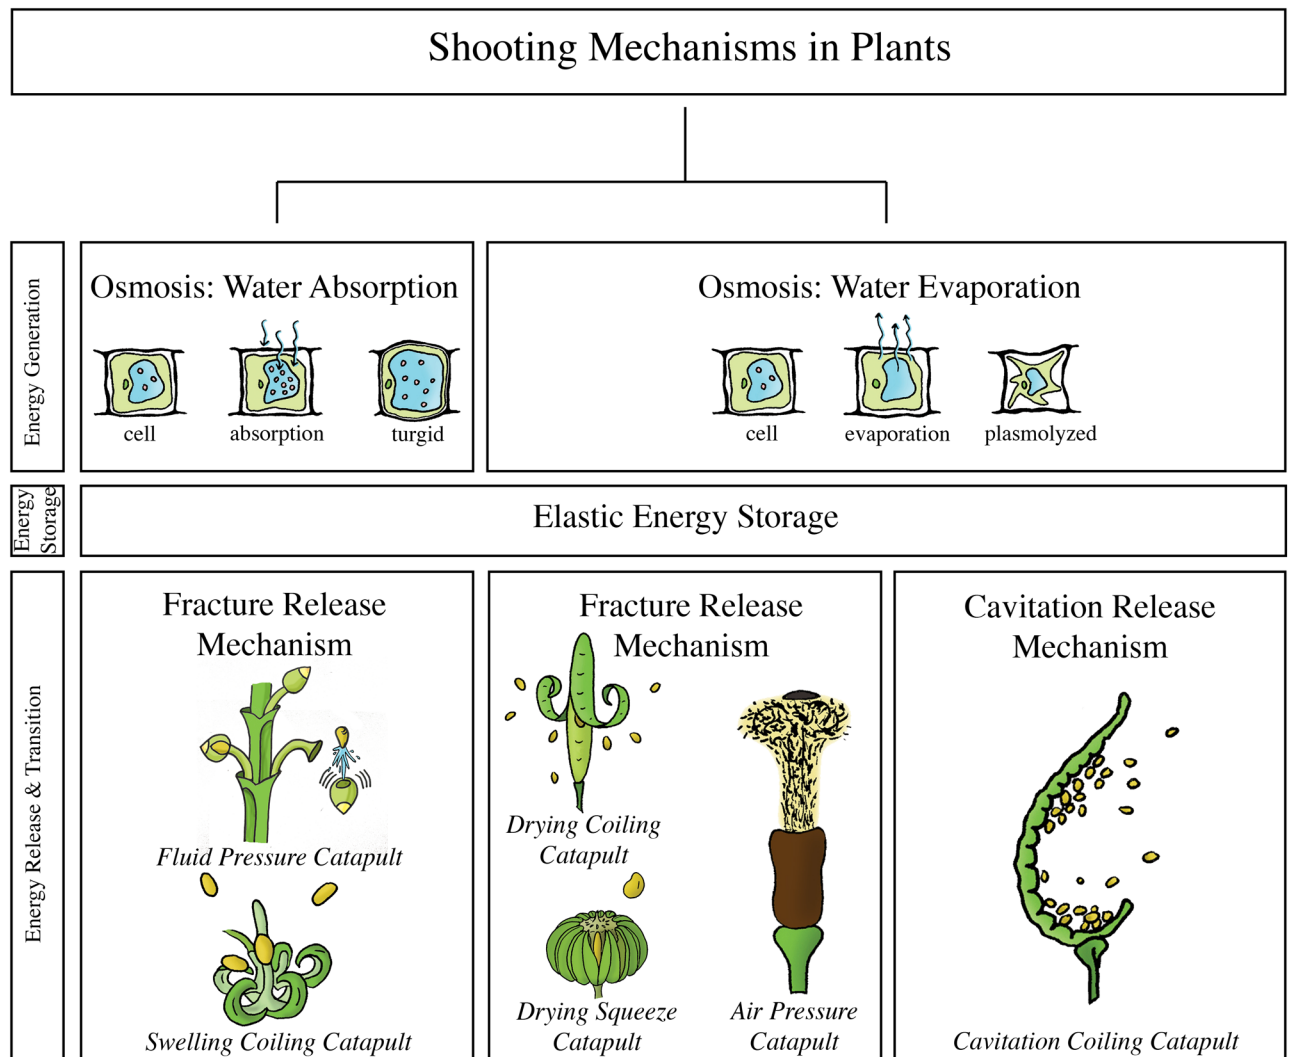 Shooting Mechanisms in Plants
Energy Generation
Osmosis: Water Absorption
cell
absorption
turgid
Osmosis: Water Evaporation
cell
evaporation
plasmolyzed
Energy
Storage
Elastic Energy Storage
Energy Release & Transition
Fracture Release
Mechanism
Fluid Pressure Catapult
Swelling Coiling Catapult
Fracture Release
Mechanism
Drying Coiling
Catapult
Drying Squeeze
Catapult
Air Pressure
Catapult
Cavitation Release
Mechanism
Cavitation Coiling Catapult